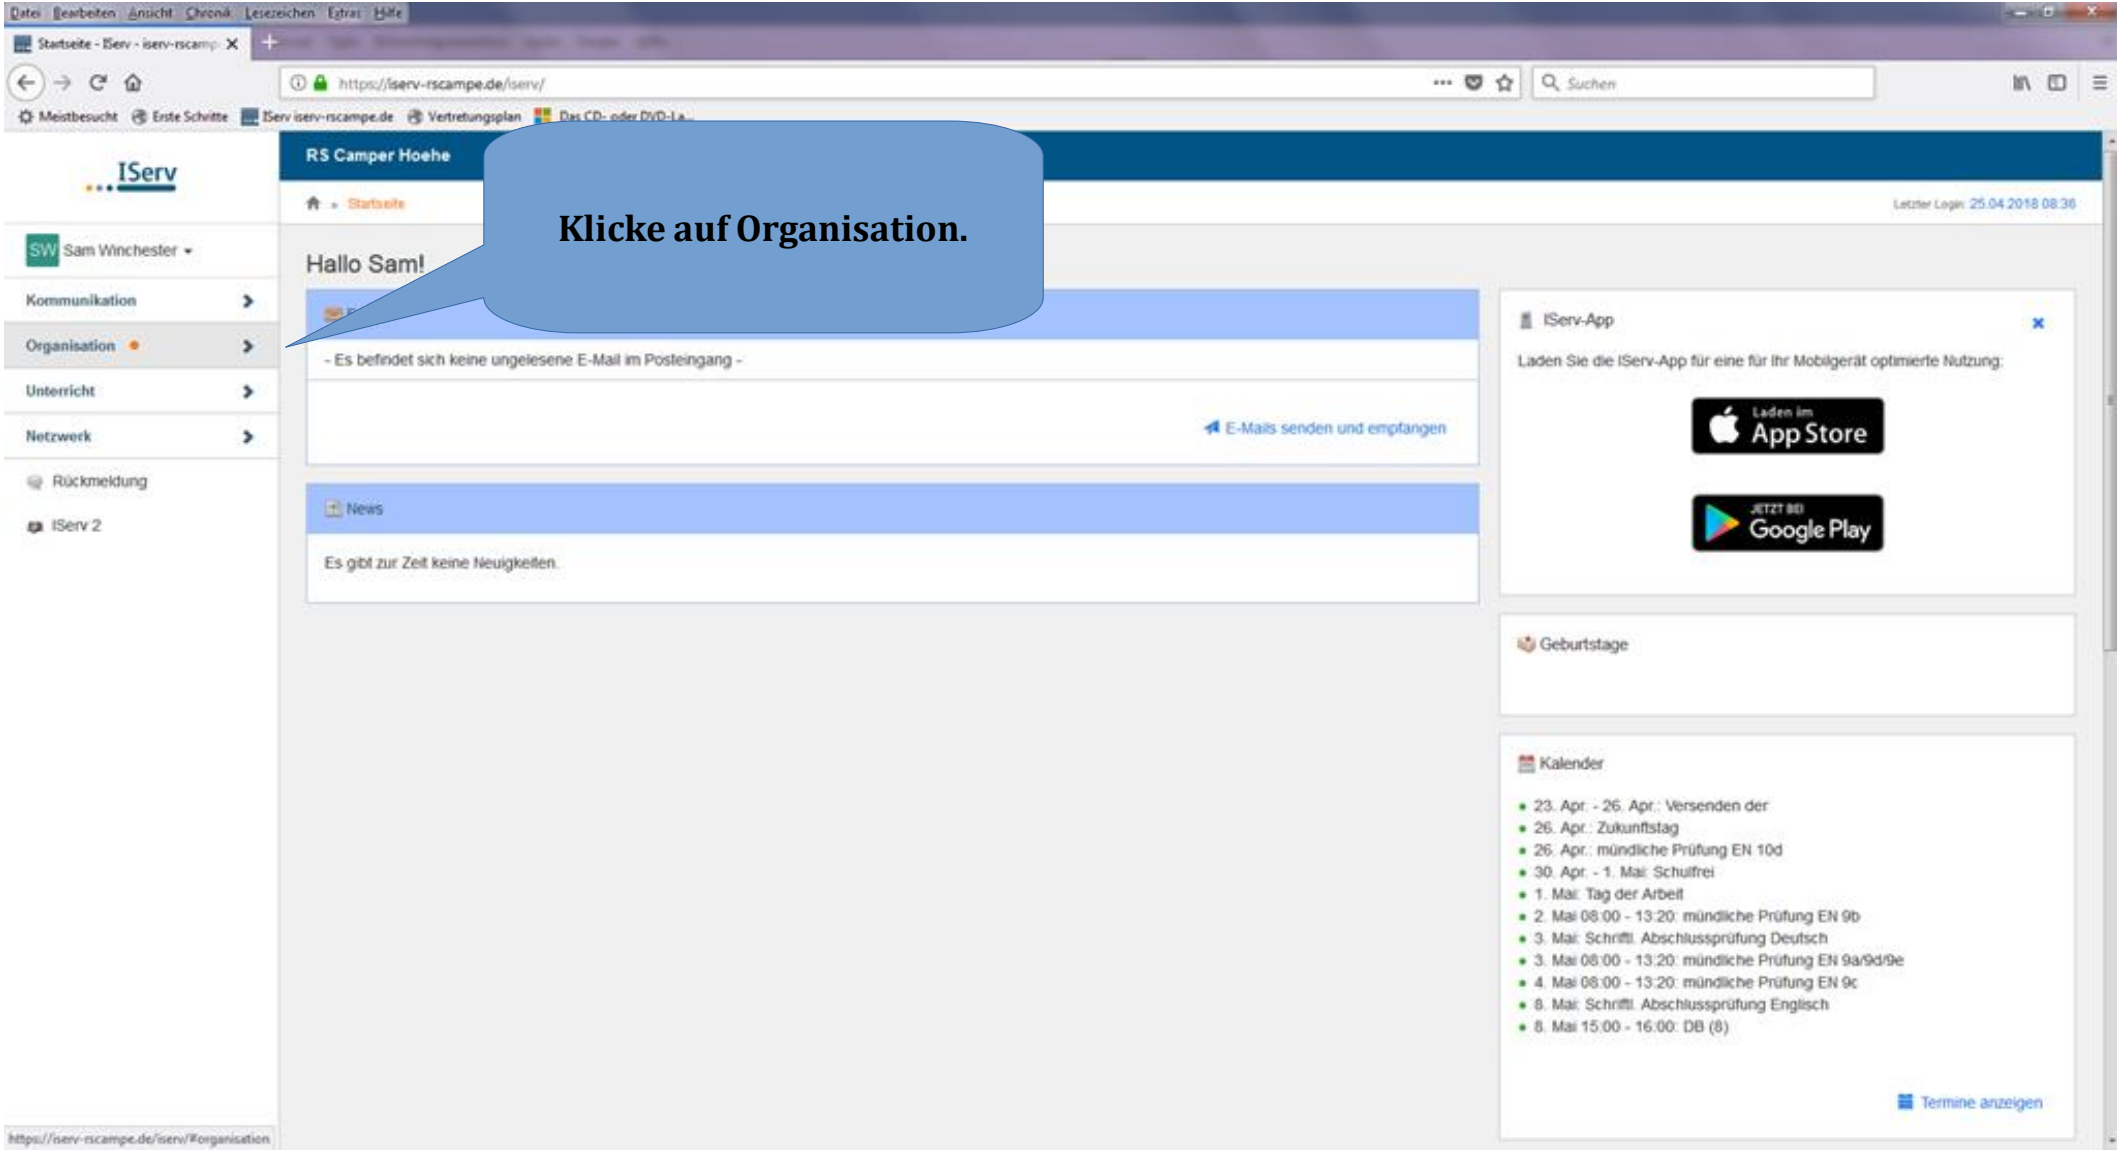 Datei Bearbeiten Ansicht Chronik Lesezeichen Extras Hilfe
Startseite - IServ - iserv-rscamp
https://iserv-rscampe.de/iserv/
Suchen
Meistbesucht Erste Schritte IServ iserv-rscampe.de Vertretungsplan Das CD- oder DVD-La...
IServ
RS Camper Hoehe
» Startseite
Letzter Login: 25.04.2018 08:36
Klicke auf Organisation.
SW Sam Winchester
Kommunikation
Organisation
Unterricht
Netzwerk
Rückmeldung
IServ 2
Hallo Sam!
- Es befindet sich keine ungelesene E-Mail im Posteingang -
E-Mails senden und empfangen
News
Es gibt zur Zeit keine Neuigkeiten.
IServ-App
Laden Sie die IServ-App für eine für Ihr Mobilgerät optimierte Nutzung:
Laden im
App Store
JETZT BEI
Google Play
Geburtstage
Kalender
23. Apr. - 26. Apr.: Versenden der
26. Apr.: Zukunftstag
26. Apr.: mündliche Prüfung EN 10d
30. Apr. - 1. Mai: Schulfrei
1. Mai: Tag der Arbeit
2. Mai 08:00 - 13:20: mündliche Prüfung EN 9b
3. Mai: Schriftl. Abschlussprüfung Deutsch
3. Mai 08:00 - 13:20: mündliche Prüfung EN 9a/9d/9e
4. Mai 08:00 - 13:20: mündliche Prüfung EN 9c
8. Mai: Schriftl. Abschlussprüfung Englisch
8. Mai 15:00 - 16:00: DB (8)
Termine anzeigen
https://iserv-rscampe.de/iserv/#organisation